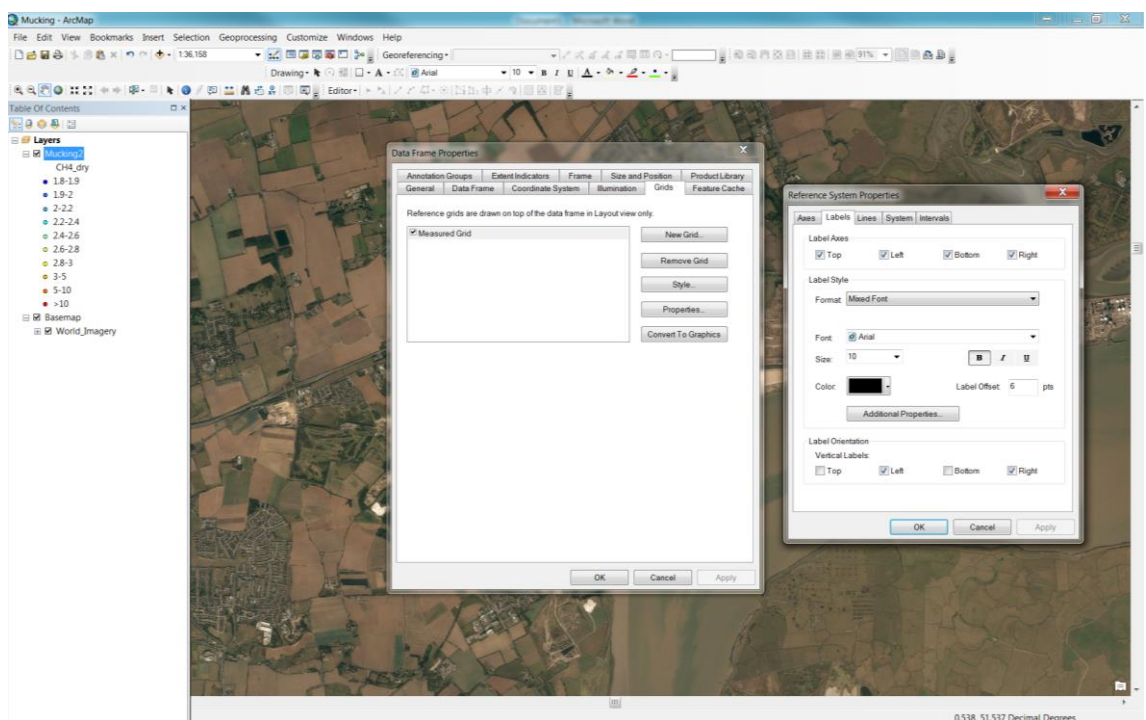 Mucking - ArcMap
File Edit View Bookmarks Insert Selection Geoprocessing Customize Windows Help
1:36,158 Georeferencing 91%
Drawing A Arial 10 B I U A
Editor
Table Of Contents
Layers
Mucking2
CH4_dry
1.8-1.9
1.9-2
2-2.2
2.2-2.4
2.4-2.6
2.6-2.8
2.8-3
3-5
5-10
>10
Basemap
World_Imagery
Data Frame Properties
Annotation Groups Extent Indicators Frame Size and Position Product Library
General Data Frame Coordinate System Illumination Grids Feature Cache
Reference grids are drawn on top of the data frame in Layout view only.
Measured Grid
New Grid...
Remove Grid
Style...
Properties...
Convert To Graphics
OK Cancel Apply
Reference System Properties
Axes Labels Lines System Intervals
Label Axes
Top Left Bottom Right
Label Style
Format: Mixed Font
Font: Arial
Size: 10 B I U
Color: Label Offset: 6 pts
Additional Properties...
Label Orientation
Vertical Labels:
Top Left Bottom Right
OK Cancel Apply
0.538 51.537 Decimal Degrees